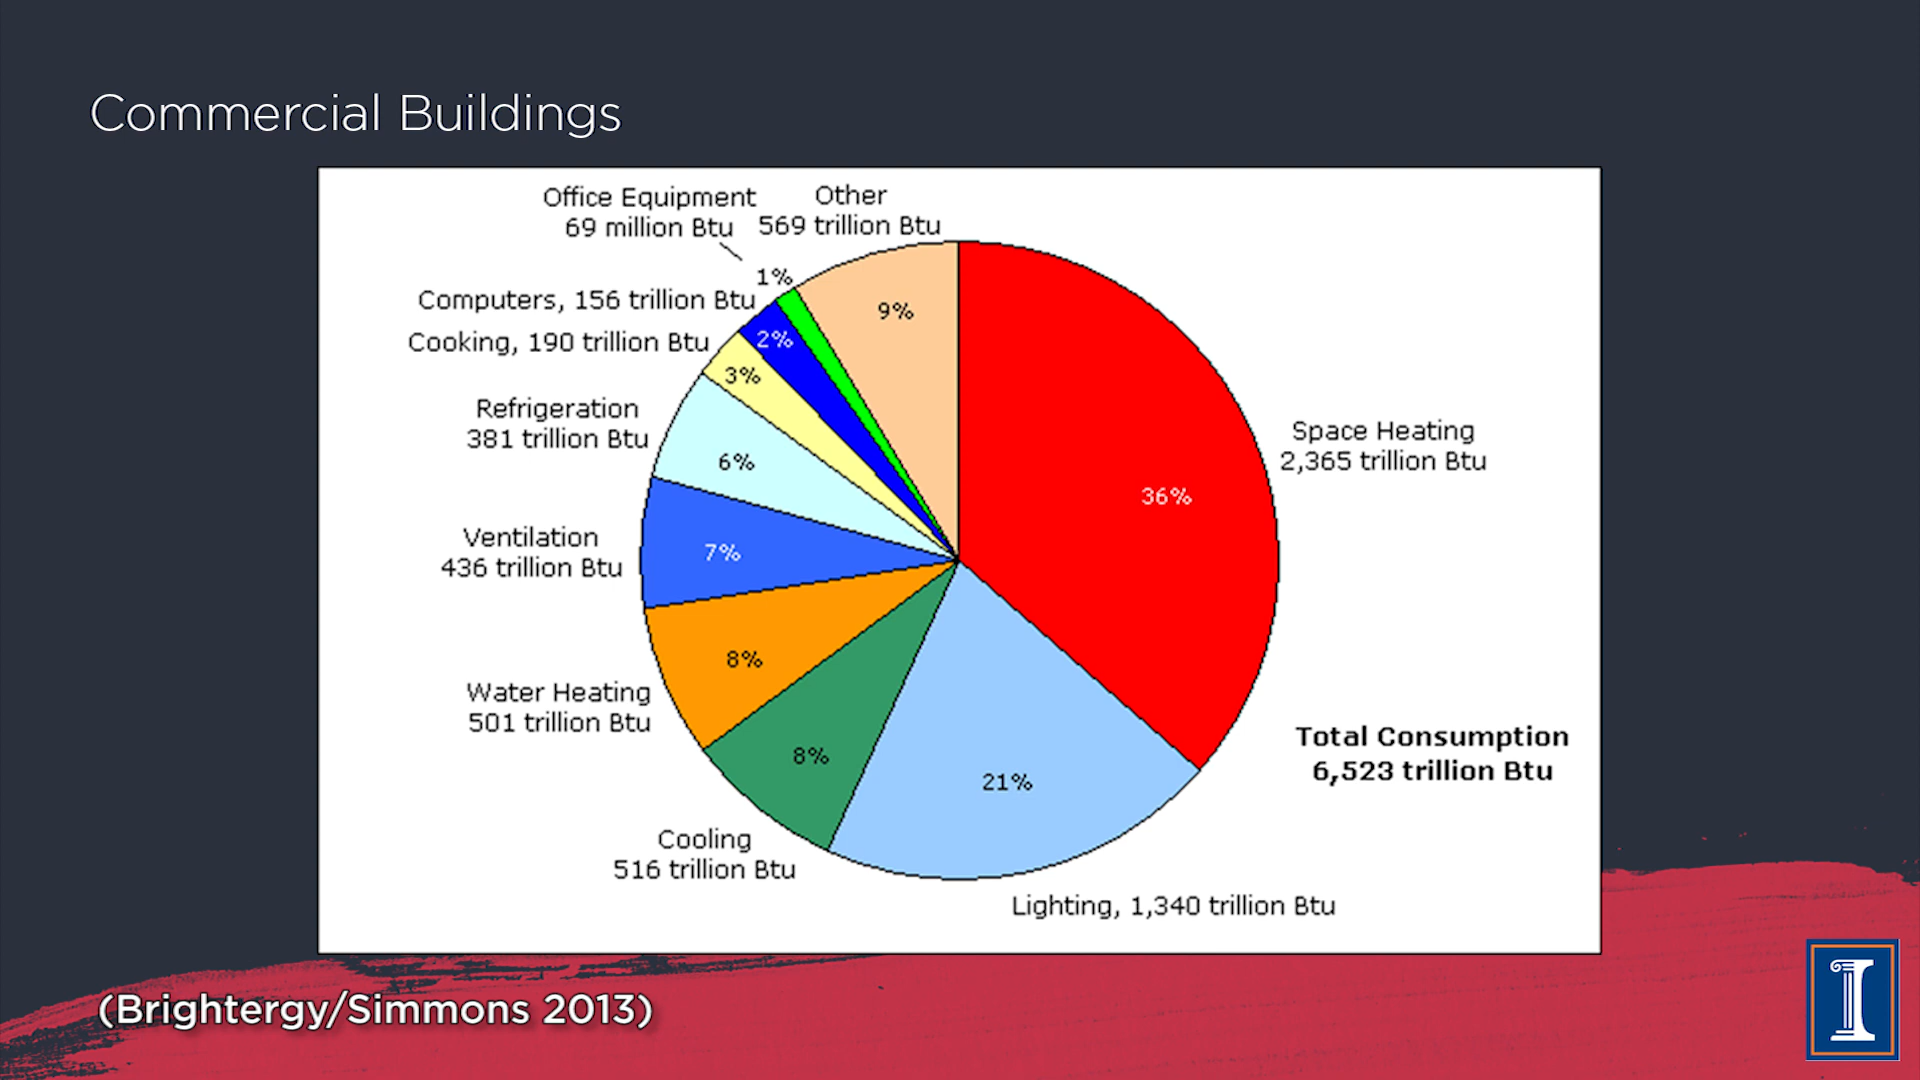 Commercial Buildings
Office Equipment
69 million Btu
Other
569 trillion Btu
1%
9%
Computers, 156 trillion Btu
2%
Cooking, 190 trillion Btu
3%
Refrigeration
381 trillion Btu
6%
Space Heating
2,365 trillion Btu
36%
Ventilation
436 trillion Btu
7%
Water Heating
501 trillion Btu
8%
Cooling
516 trillion Btu
8%
21%
Lighting, 1,340 trillion Btu
Total Consumption
6,523 trillion Btu
(Brightergy/Simmons 2013)
I